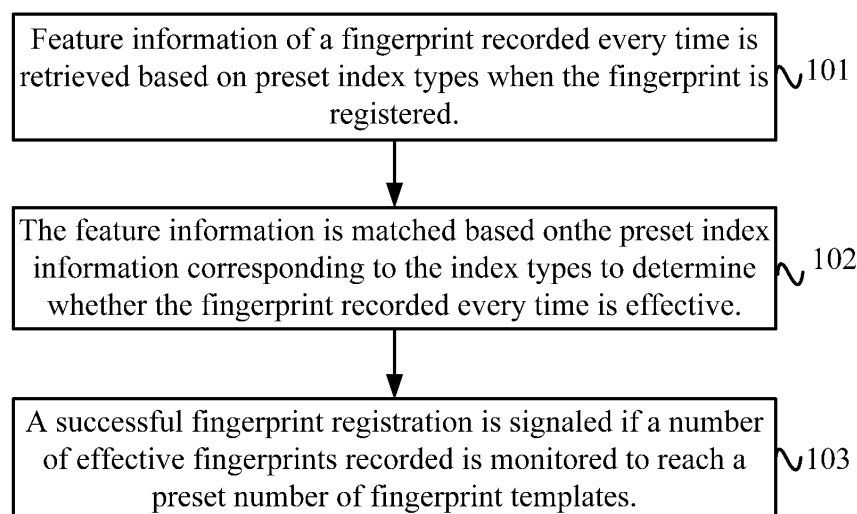 Feature information of a fingerprint recorded every time is
retrieved based on preset index types when the fingerprint is
registered.
101
The feature information is matched based onthe preset index
information corresponding to the index types to determine
whether the fingerprint recorded every time is effective.
102
A successful fingerprint registration is signaled if a number
of effective fingerprints recorded is monitored to reach a
preset number of fingerprint templates.
103